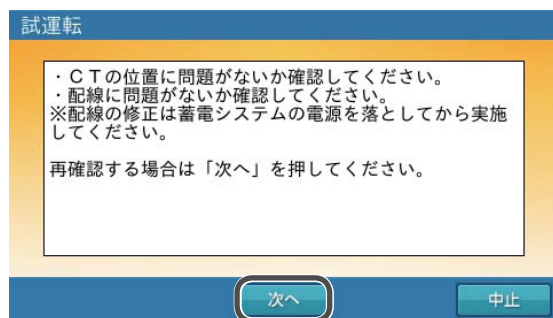 試運転
・ＣＴの位置に問題がないか確認してください。
・配線に問題がないか確認してください。
※配線の修正は蓄電システムの電源を落としてから実施
してください。
再確認する場合は「次へ」を押してください。
次へ
中止